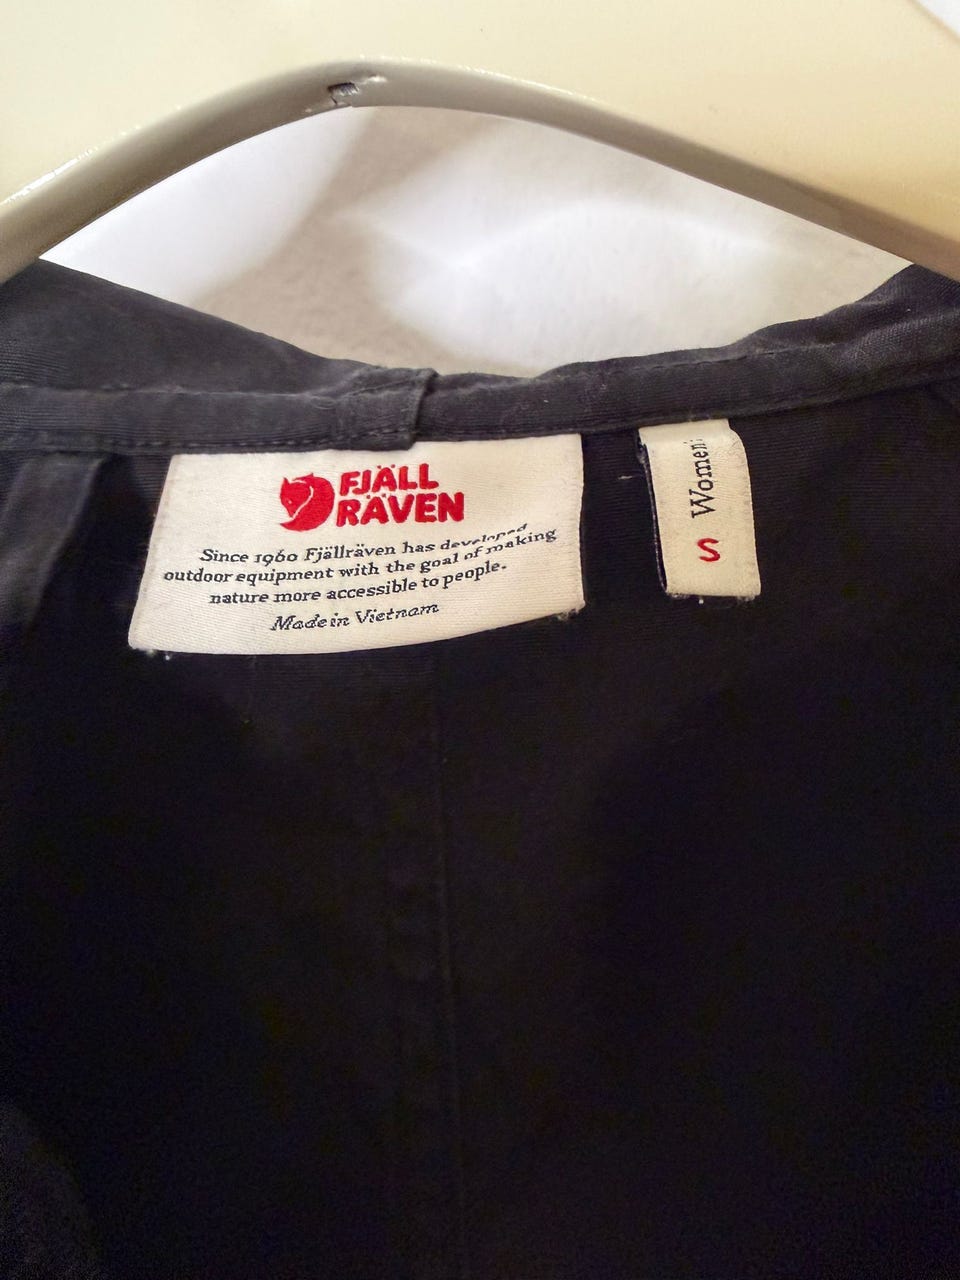 FJÄLL
RÄVEN
Since 1960 Fjällräven has developed
outdoor equipment with the goal of making
nature more accessible to people.
Made in Vietnam
Women
S